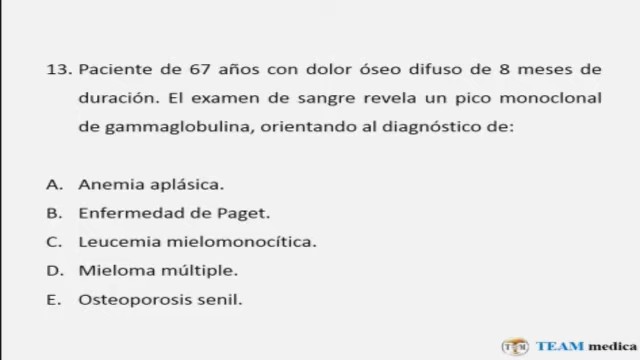 13. Paciente de 67 años con dolor óseo difuso de 8 meses de
duración. El examen de sangre revela un pico monoclonal
de gammaglobulina, orientando al diagnóstico de:
A. Anemia aplásica.
B. Enfermedad de Paget.
C. Leucemia mielomonocítica.
D. Mieloma múltiple.
E. Osteoporosis senil.
TEAM medica